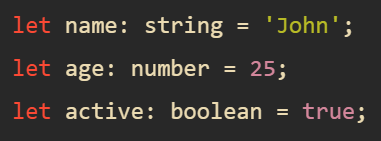 let name: string = 'John';
let age: number = 25;
let active: boolean = true;